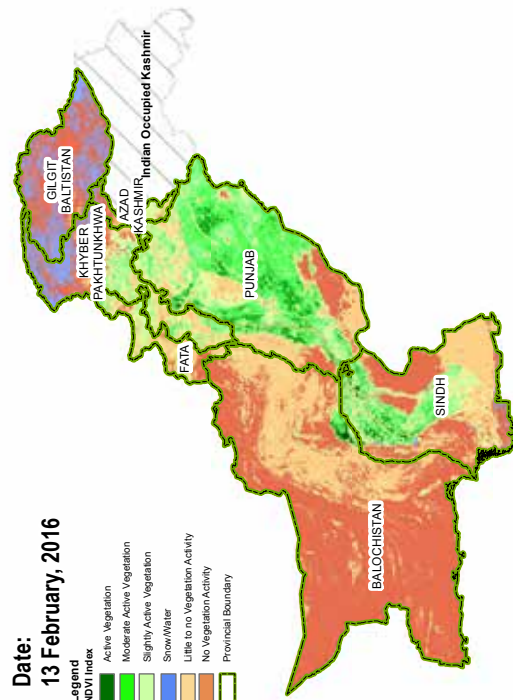 Date:
13 February, 2016
Legend
NDVI Index
Active Vegetation
Moderate Active Vegetation
Slightly Active Vegetation
Snow/Water
Little to no Vegetation Activity
No Vegetation Activity
Provincial Boundary
GILGIT
BALTISTAN
KHYBER
PAKHTUNKHWA
AZAD
KASHMIR
Indian Occupied Kashmir
FATA
PUNJAB
BALOCHISTAN
SINDH